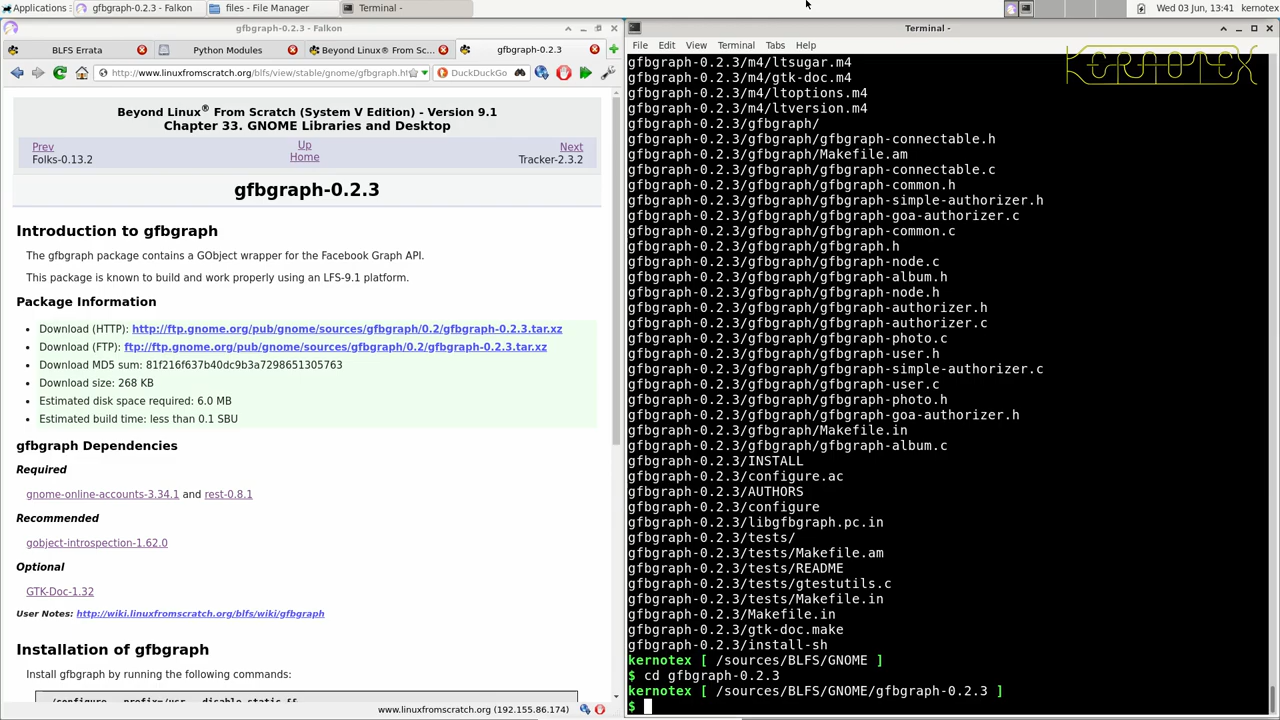 Applications
gfbgraph-0.2.3 - Falkon
files - File Manager
Terminal -
Wed 03 Jun, 13:41
kernotex
gfbgraph-0.2.3 - Falkon
BLFS Errata
Python Modules
Beyond Linux® From Sc...
gfbgraph-0.2.3
http://www.linuxfromscratch.org/blfs/view/stable/gnome/gfbgraph.ht
DuckDuckGo
Beyond Linux® From Scratch (System V Edition) - Version 9.1
Chapter 33. GNOME Libraries and Desktop
Prev
Up
Next
Folks-0.13.2
Home
Tracker-2.3.2
gfbgraph-0.2.3
Introduction to gfbgraph
The gfbgraph package contains a GObject wrapper for the Facebook Graph API.
This package is known to build and work properly using an LFS-9.1 platform.
Package Information
• Download (HTTP): http://ftp.gnome.org/pub/gnome/sources/gfbgraph/0.2/gfbgraph-0.2.3.tar.xz
• Download (FTP): ftp://ftp.gnome.org/pub/gnome/sources/gfbgraph/0.2/gfbgraph-0.2.3.tar.xz
• Download MD5 sum: 81f216f637b40dc9b3a7298651305763
• Download size: 268 KB
• Estimated disk space required: 6.0 MB
• Estimated build time: less than 0.1 SBU
gfbgraph Dependencies
Required
gnome-online-accounts-3.34.1 and rest-0.8.1
Recommended
gobject-introspection-1.62.0
Optional
GTK-Doc-1.32
User Notes: http://wiki.linuxfromscratch.org/blfs/wiki/gfbgraph
Installation of gfbgraph
Install gfbgraph by running the following commands:
./configure --prefix=/usr --disable-static &&
www.linuxfromscratch.org (192.155.86.174)
Terminal -
File Edit View Terminal Tabs Help
KERNOTEX
gfbgraph-0.2.3/m4/ltsugar.m4
gfbgraph-0.2.3/m4/gtk-doc.m4
gfbgraph-0.2.3/m4/ltoptions.m4
gfbgraph-0.2.3/m4/ltversion.m4
gfbgraph-0.2.3/gfbgraph/
gfbgraph-0.2.3/gfbgraph/gfbgraph-connectable.h
gfbgraph-0.2.3/gfbgraph/Makefile.am
gfbgraph-0.2.3/gfbgraph/gfbgraph-connectable.c
gfbgraph-0.2.3/gfbgraph/gfbgraph-common.h
gfbgraph-0.2.3/gfbgraph/gfbgraph-simple-authorizer.h
gfbgraph-0.2.3/gfbgraph/gfbgraph-goa-authorizer.c
gfbgraph-0.2.3/gfbgraph/gfbgraph-common.c
gfbgraph-0.2.3/gfbgraph/gfbgraph.h
gfbgraph-0.2.3/gfbgraph/gfbgraph-node.c
gfbgraph-0.2.3/gfbgraph/gfbgraph-album.h
gfbgraph-0.2.3/gfbgraph/gfbgraph-node.h
gfbgraph-0.2.3/gfbgraph/gfbgraph-authorizer.h
gfbgraph-0.2.3/gfbgraph/gfbgraph-authorizer.c
gfbgraph-0.2.3/gfbgraph/gfbgraph-photo.c
gfbgraph-0.2.3/gfbgraph/gfbgraph-user.h
gfbgraph-0.2.3/gfbgraph/gfbgraph-simple-authorizer.c
gfbgraph-0.2.3/gfbgraph/gfbgraph-user.c
gfbgraph-0.2.3/gfbgraph/gfbgraph-photo.h
gfbgraph-0.2.3/gfbgraph/gfbgraph-goa-authorizer.h
gfbgraph-0.2.3/gfbgraph/Makefile.in
gfbgraph-0.2.3/gfbgraph/gfbgraph-album.c
gfbgraph-0.2.3/INSTALL
gfbgraph-0.2.3/configure.ac
gfbgraph-0.2.3/AUTHORS
gfbgraph-0.2.3/configure
gfbgraph-0.2.3/libgfbgraph.pc.in
gfbgraph-0.2.3/tests/
gfbgraph-0.2.3/tests/Makefile.am
gfbgraph-0.2.3/tests/README
gfbgraph-0.2.3/tests/gtestutils.c
gfbgraph-0.2.3/tests/Makefile.in
gfbgraph-0.2.3/Makefile.in
gfbgraph-0.2.3/gtk-doc.make
gfbgraph-0.2.3/install-sh
kernotex [ /sources/BLFS/GNOME ]
$ cd gfbgraph-0.2.3
kernotex [ /sources/BLFS/GNOME/gfbgraph-0.2.3 ]
$